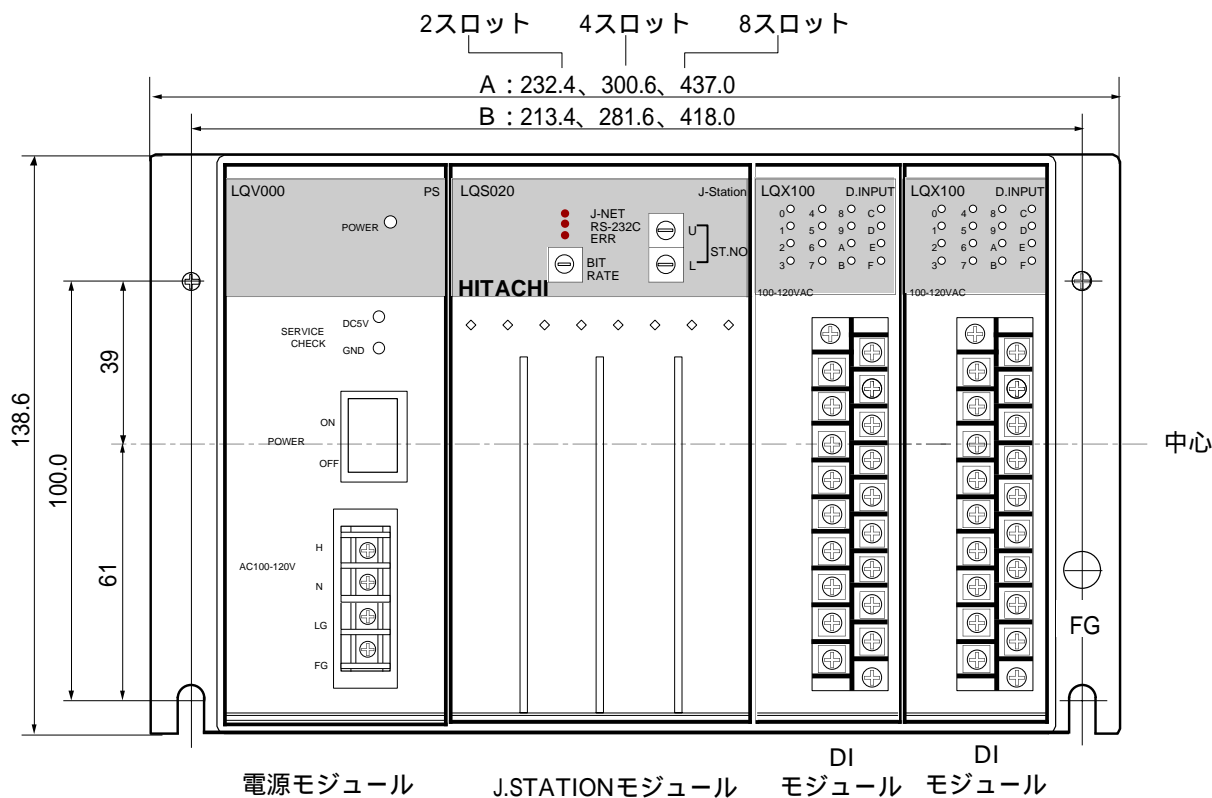 2スロット 4スロット 8スロット
A：232.4、300.6、437.0
B：213.4、281.6、418.0
138.6
100.0
39
61
中心
FG
LQV000 PS
POWER
SERVICE
CHECK
DC5V
GND
ON
POWER
OFF
H
AC100-120V
N
LG
FG
LQS020 J-Station
J-NET
RS-232C
ERR
BIT
RATE
U
L
ST.NO
HITACHI
LQX100 D.INPUT
0 4 8 C
1 5 9 D
2 6 A E
3 7 B F
100-120VAC
LQX100 D.INPUT
0 4 8 C
1 5 9 D
2 6 A E
3 7 B F
100-120VAC
電源モジュール
J.STATIONモジュール
DI
モジュール
DI
モジュール